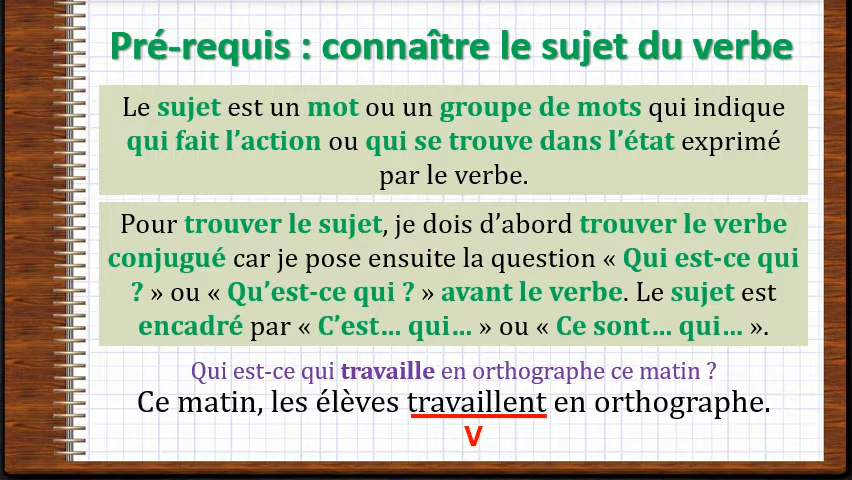 Pré-requis : connaître le sujet du verbe
Le sujet est un mot ou un groupe de mots qui indique
qui fait l’action ou qui se trouve dans l’état exprimé
par le verbe.
Pour trouver le sujet, je dois d’abord trouver le verbe
conjugué car je pose ensuite la question « Qui est-ce qui
? » ou « Qu’est-ce qui ? » avant le verbe. Le sujet est
encadré par « C’est… qui… » ou « Ce sont… qui… ».
Qui est-ce qui travaille en orthographe ce matin ?
Ce matin, les élèves travaillent en orthographe.
V